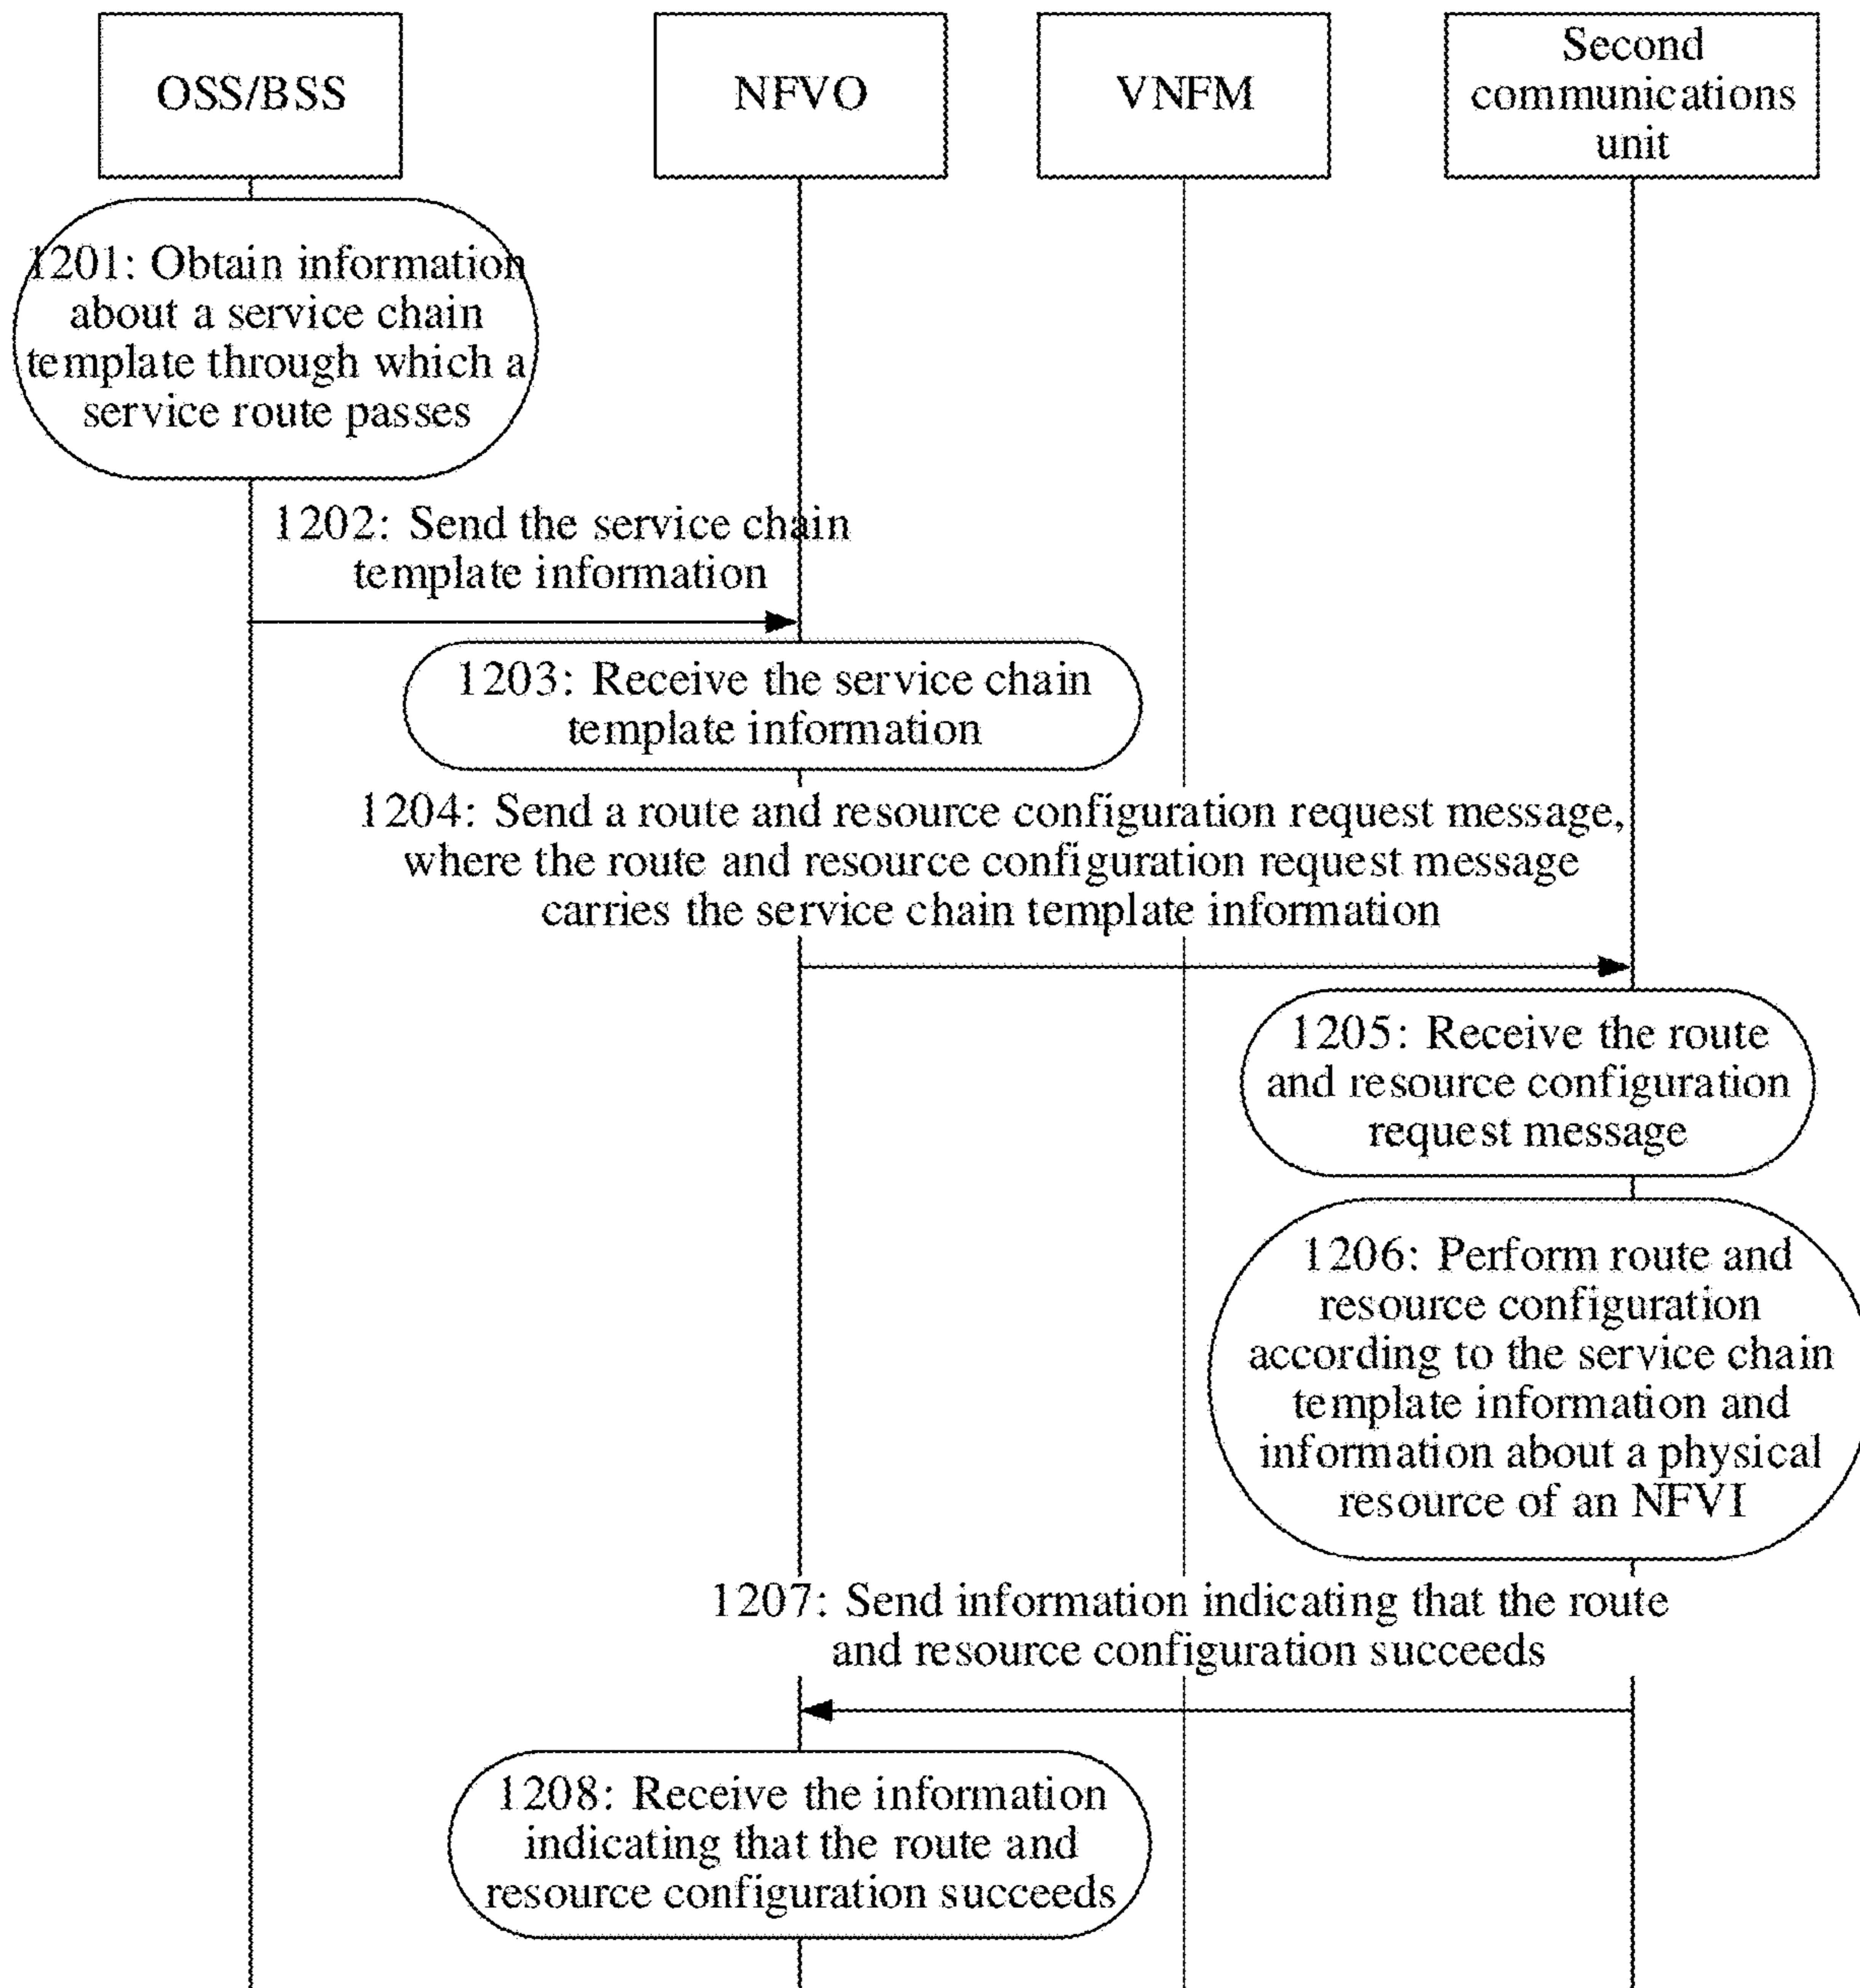 OSS/BSS
NFVO
VNFM
Second
communications
unit
1201: Obtain information
about a service chain
template through which a
service route passes
1202: Send the service chain
template information
1203: Receive the service chain
template information
1204: Send a route and resource configuration request message,
where the route and resource configuration request message
carries the service chain template information
1205: Receive the route
and resource configuration
request message
1206: Perform route and
resource configuration
according to the service chain
template information and
information about a physical
resource of an NFVI
1207: Send information indicating that the route
and resource configuration succeeds
1208: Receive the information
indicating that the route and
resource configuration succeeds